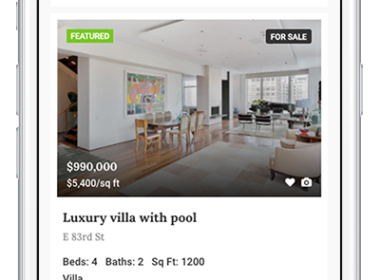 FEATURED
FOR SALE
$990,000
$5,400/sq ft
Luxury villa with pool
E 83rd St
Beds: 4 Baths: 2 Sq Ft: 1200
Villa